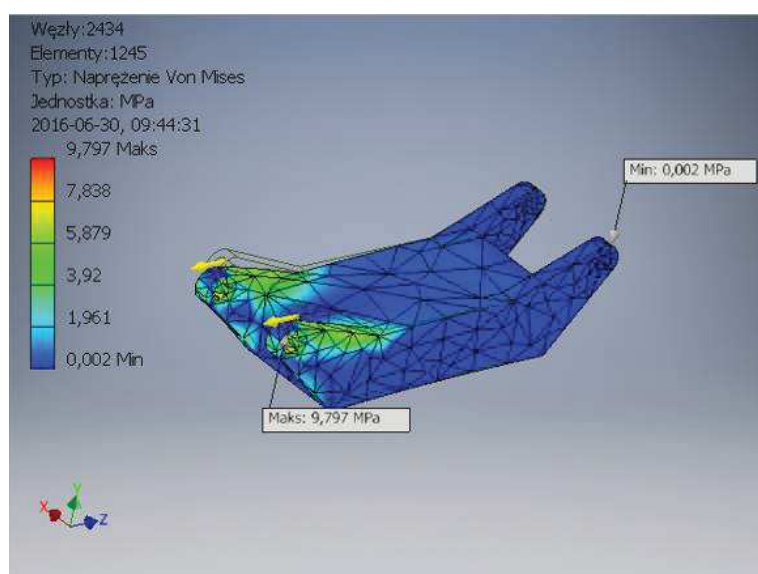 Węzły:2434
Elementy:1245
Typ: Naprężenie Von Mises
Jednostka: MPa
2016-06-30, 09:44:31
9,797 Maks
7,838
5,879
3,92
1,961
0,002 Min
Min: 0,002 MPa
Maks: 9,797 MPa
Y
X
Z